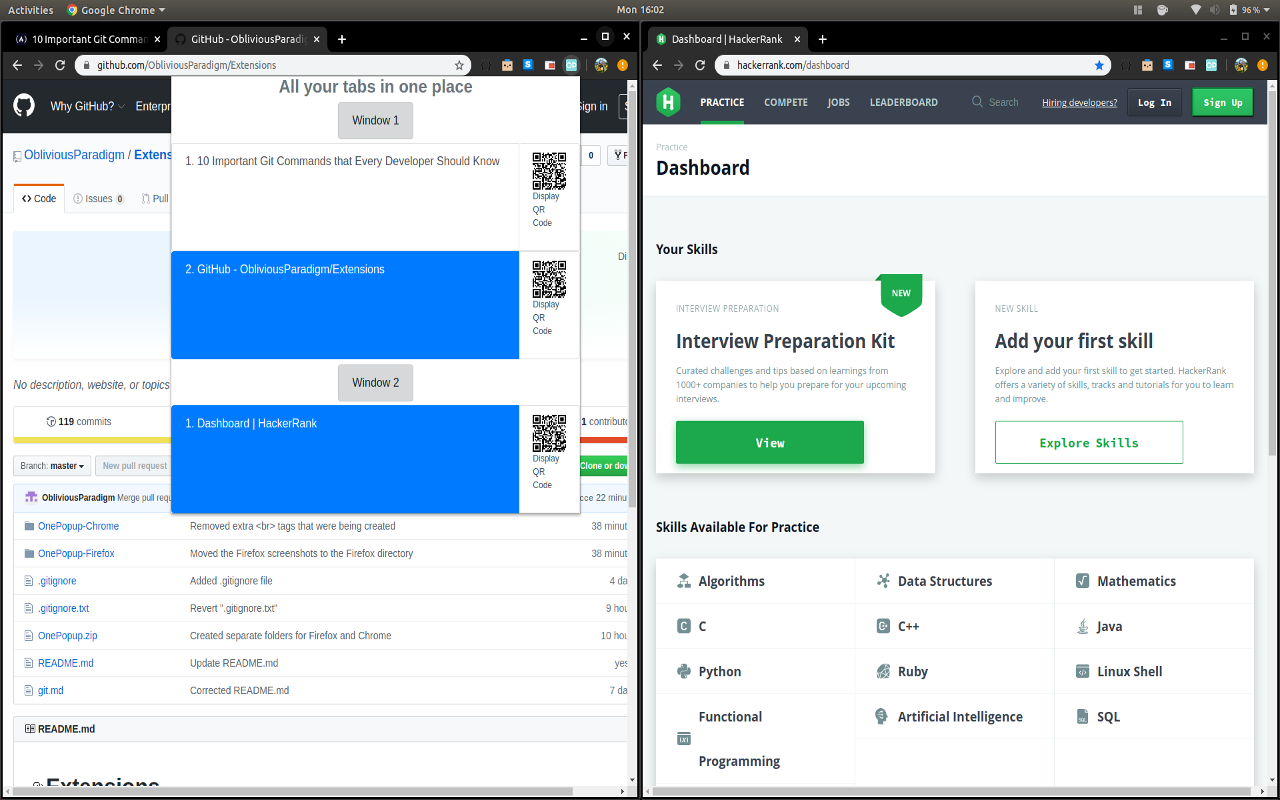 Activities
Google Chrome
Mon 16:02
96 %
10 Important Git Comman
GitHub - ObliviousParadig
github.com/ObliviousParadigm/Extensions
Why GitHub?
Enterpr
Sign in
ObliviousParadigm / Extens
0
Code
Issues 0
Pull
All your tabs in one place
Window 1
1. 10 Important Git Commands that Every Developer Should Know
Display
QR
Code
2. GitHub - ObliviousParadigm/Extensions
Display
QR
Code
Window 2
1. Dashboard | HackerRank
Display
QR
Code
Di
No description, website, or topics
119 commits
1 contributo
Branch: master
New pull request
Clone or dow
ObliviousParadigm Merge pull requ
cce 22 minut
OnePopup-Chrome
Removed extra <br> tags that were being created
38 minut
OnePopup-Firefox
Moved the Firefox screenshots to the Firefox directory
38 minut
.gitignore
Added .gitignore file
4 da
.gitignore.txt
Revert ".gitignore.txt"
9 hou
OnePopup.zip
Created separate folders for Firefox and Chrome
10 hou
README.md
Update README.md
yes
git.md
Corrected README.md
7 da
README.md
Extensions
Dashboard | HackerRank
hackerrank.com/dashboard
PRACTICE
COMPETE
JOBS
LEADERBOARD
Search
Hiring developers?
Log In
Sign Up
Practice
Dashboard
Your Skills
NEW
INTERVIEW PREPARATION
Interview Preparation Kit
Curated challenges and tips based on learnings from
1000+ companies to help you prepare for your upcoming
interviews.
View
NEW SKILL
Add your first skill
Explore and add your first skill to get started. HackerRank
offers a variety of skills, tracks and tutorials for you to learn
and improve.
Explore Skills
Skills Available For Practice
Algorithms
Data Structures
Mathematics
C
C++
Java
Python
Ruby
Linux Shell
Functional
Programming
Artificial Intelligence
SQL